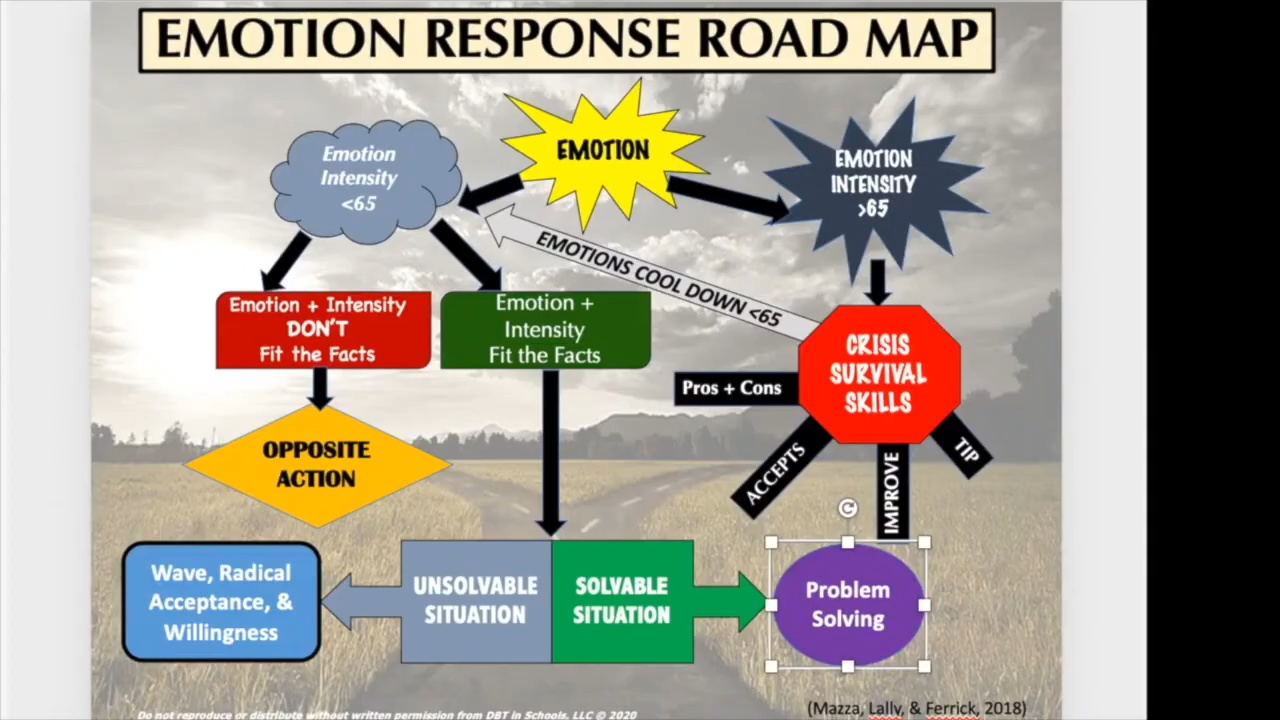 EMOTION RESPONSE ROAD MAP
EMOTION
Emotion
Intensity
<65
EMOTION
INTENSITY
>65
EMOTIONS COOL DOWN <65
Emotion + Intensity
DON'T
Fit the Facts
Emotion +
Intensity
Fit the Facts
CRISIS
SURVIVAL
SKILLS
Pros + Cons
ACCEPTS
IMPROVE
TIP
OPPOSITE
ACTION
Wave, Radical
Acceptance, &
Willingness
UNSOLVABLE
SITUATION
SOLVABLE
SITUATION
Problem
Solving
Do not reproduce or distribute without written permission from DBT in Schools, LLC © 2020
(Mazza, Lally, & Ferrick, 2018)